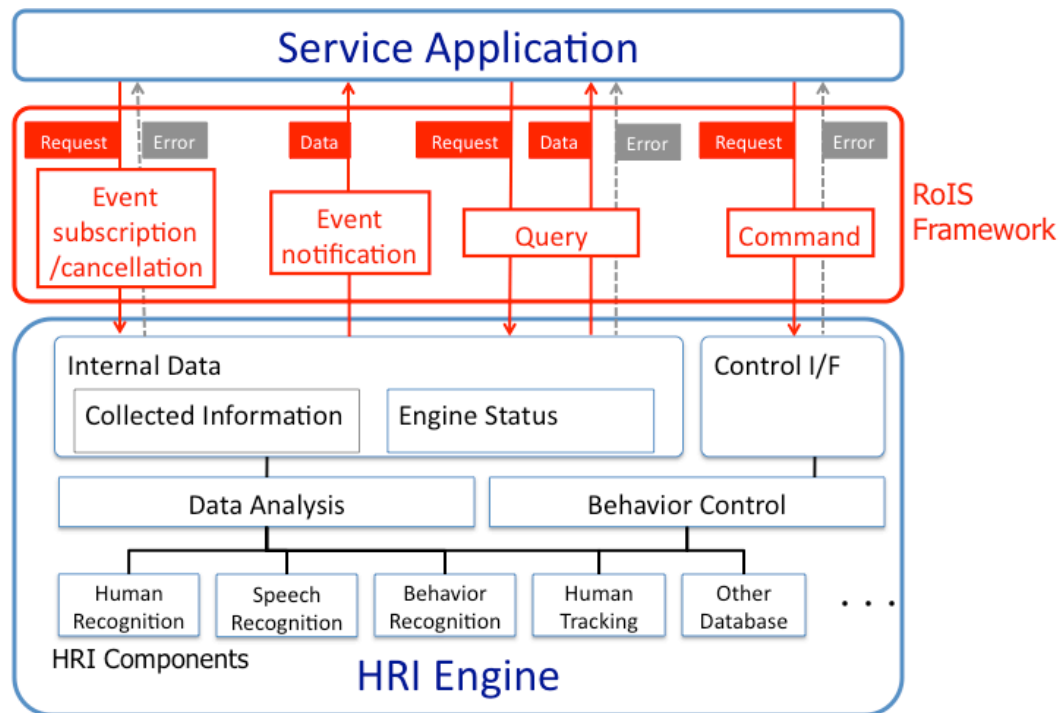 Service Application
Request
Error
Data
Request
Data
Error
Request
Error
Event
subscription
/cancellation
Event
notification
Query
Command
RoIS
Framework
Internal Data
Control I/F
Collected Information
Engine Status
Data Analysis
Behavior Control
Human
Recognition
Speech
Recognition
Behavior
Recognition
Human
Tracking
Other
Database
. . .
HRI Components
HRI Engine